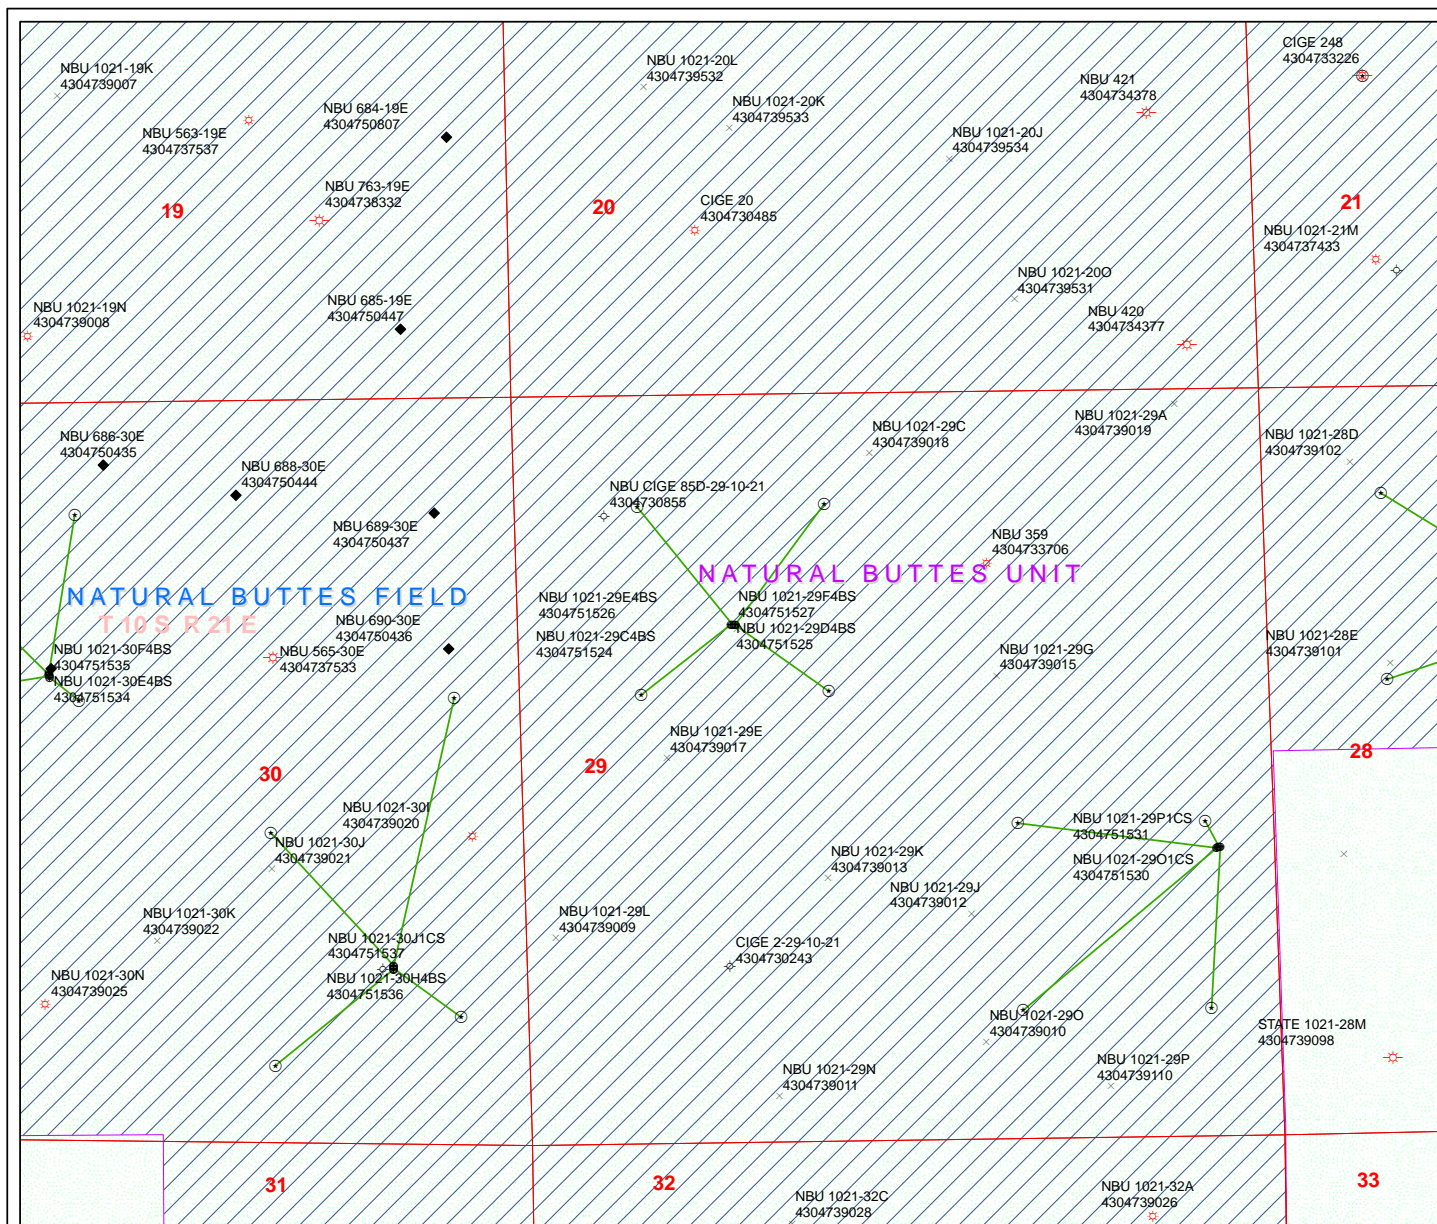 CIGE 248
4304733226
NBU 1021-19K
4304739007
NBU 1021-20L
4304739532
NBU 421
4304734378
NBU 684-19E
4304750807
NBU 1021-20K
4304739533
NBU 563-19E
4304737537
NBU 1021-20J
4304739534
NBU 763-19E
4304738332
CIGE 20
4304730485
19
20
21
NBU 1021-21M
4304737433
NBU 1021-20O
4304739531
NBU 1021-19N
4304739008
NBU 685-19E
4304750447
NBU 420
4304734377
NBU 1021-29A
4304739019
NBU 1021-29C
4304739018
NBU 686-30E
4304750435
NBU 1021-28D
4304739102
NBU 688-30E
4304750444
NBU CIGE 85D-29-10-21
4304730855
NBU 689-30E
4304750437
NBU 359
4304733706
NATURAL BUTTES UNIT
NATURAL BUTTES FIELD
T 10 S R 21 E
NBU 1021-29E4BS
4304751526
NBU 1021-29F4BS
4304751527
NBU 690-30E
4304750436
NBU 1021-29D4BS
4304751525
NBU 1021-29C4BS
4304751524
NBU 1021-28E
4304739101
NBU 1021-30F4BS
4304751535
NBU 565-30E
4304737533
NBU 1021-29G
4304739015
NBU 1021-30E4BS
4304751534
NBU 1021-29E
4304739017
30
29
28
NBU 1021-30I
4304739020
NBU 1021-29P1CS
4304751531
NBU 1021-30J
4304739021
NBU 1021-29K
4304739013
NBU 1021-29O1CS
4304751530
NBU 1021-29J
4304739012
NBU 1021-30K
4304739022
NBU 1021-29L
4304739009
NBU 1021-30J1CS
4304751537
CIGE 2-29-10-21
4304730243
NBU 1021-30N
4304739025
NBU 1021-30H4BS
4304751536
NBU 1021-29O
4304739010
STATE 1021-28M
4304739098
NBU 1021-29N
4304739011
NBU 1021-29P
4304739110
31
32
33
NBU 1021-32C
4304739028
NBU 1021-32A
4304739026